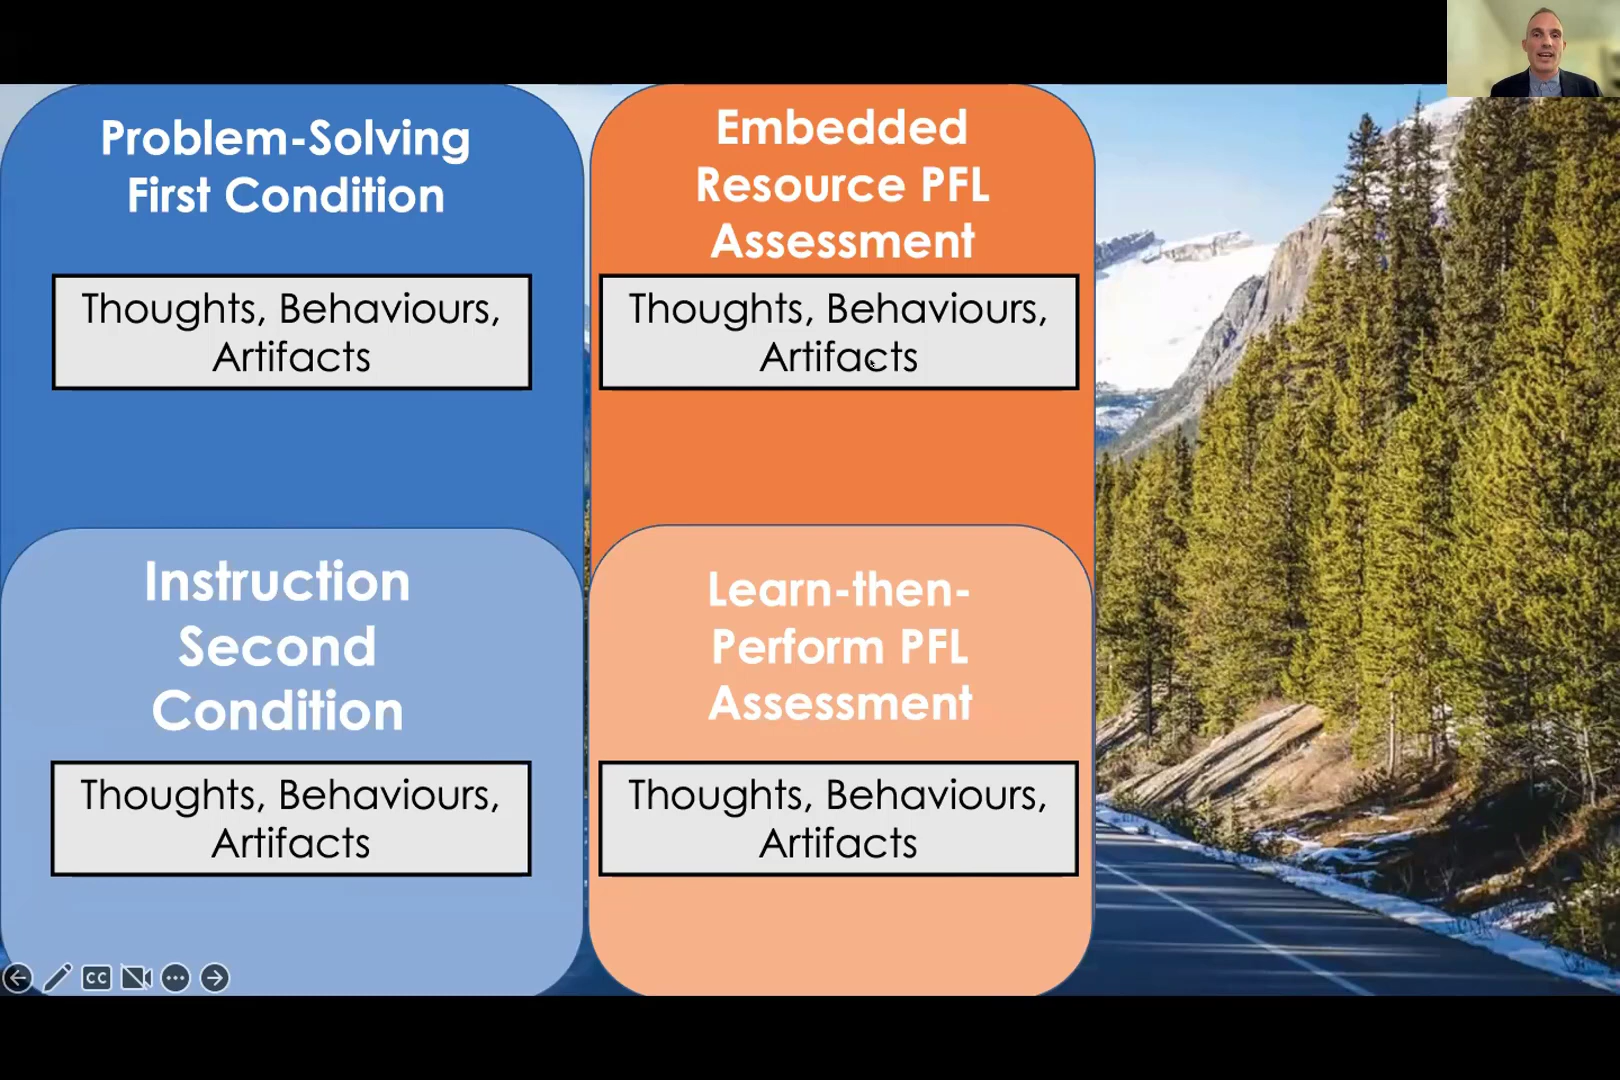 Problem-Solving
First Condition
Thoughts, Behaviours,
Artifacts
Instruction
Second
Condition
Thoughts, Behaviours,
Artifacts
Embedded
Resource PFL
Assessment
Thoughts, Behaviours,
Artifacts
Learn-then-
Perform PFL
Assessment
Thoughts, Behaviours,
Artifacts
CC